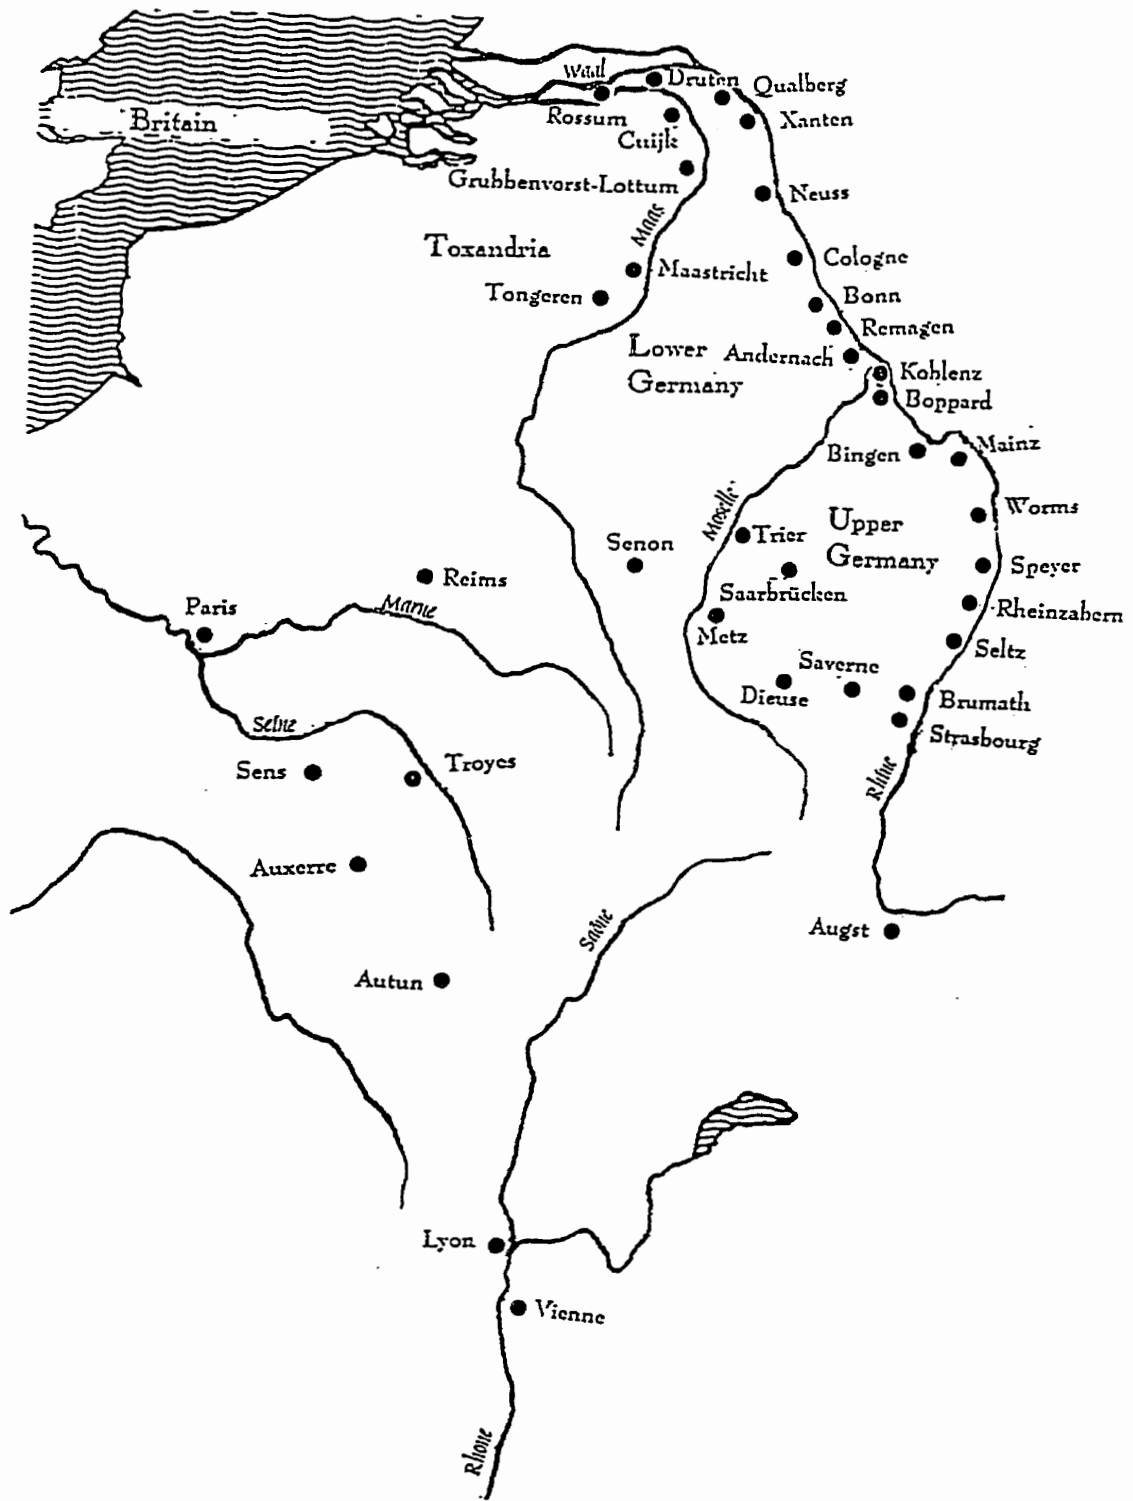 Waal
Druten
Qualberg
Britain
Rossum
Xanten
Cuijk
Grubbenvorst-Lottum
Neuss
Maas
Toxandria
Cologne
Maastricht
Tongeren
Bonn
Remagen
Lower
Germany
Andernach
Koblenz
Boppard
Mainz
Bingen
Moselle
Worms
Upper
Germany
Trier
Senon
Speyer
Reims
Saarbrücken
Marne
Paris
Rheinzabern
Metz
Seltz
Saverne
Dieuse
Brumath
Seine
Strasbourg
Troyes
Sens
Rhine
Auxerre
Saône
Augst
Autun
Lyon
Vienne
Rhone